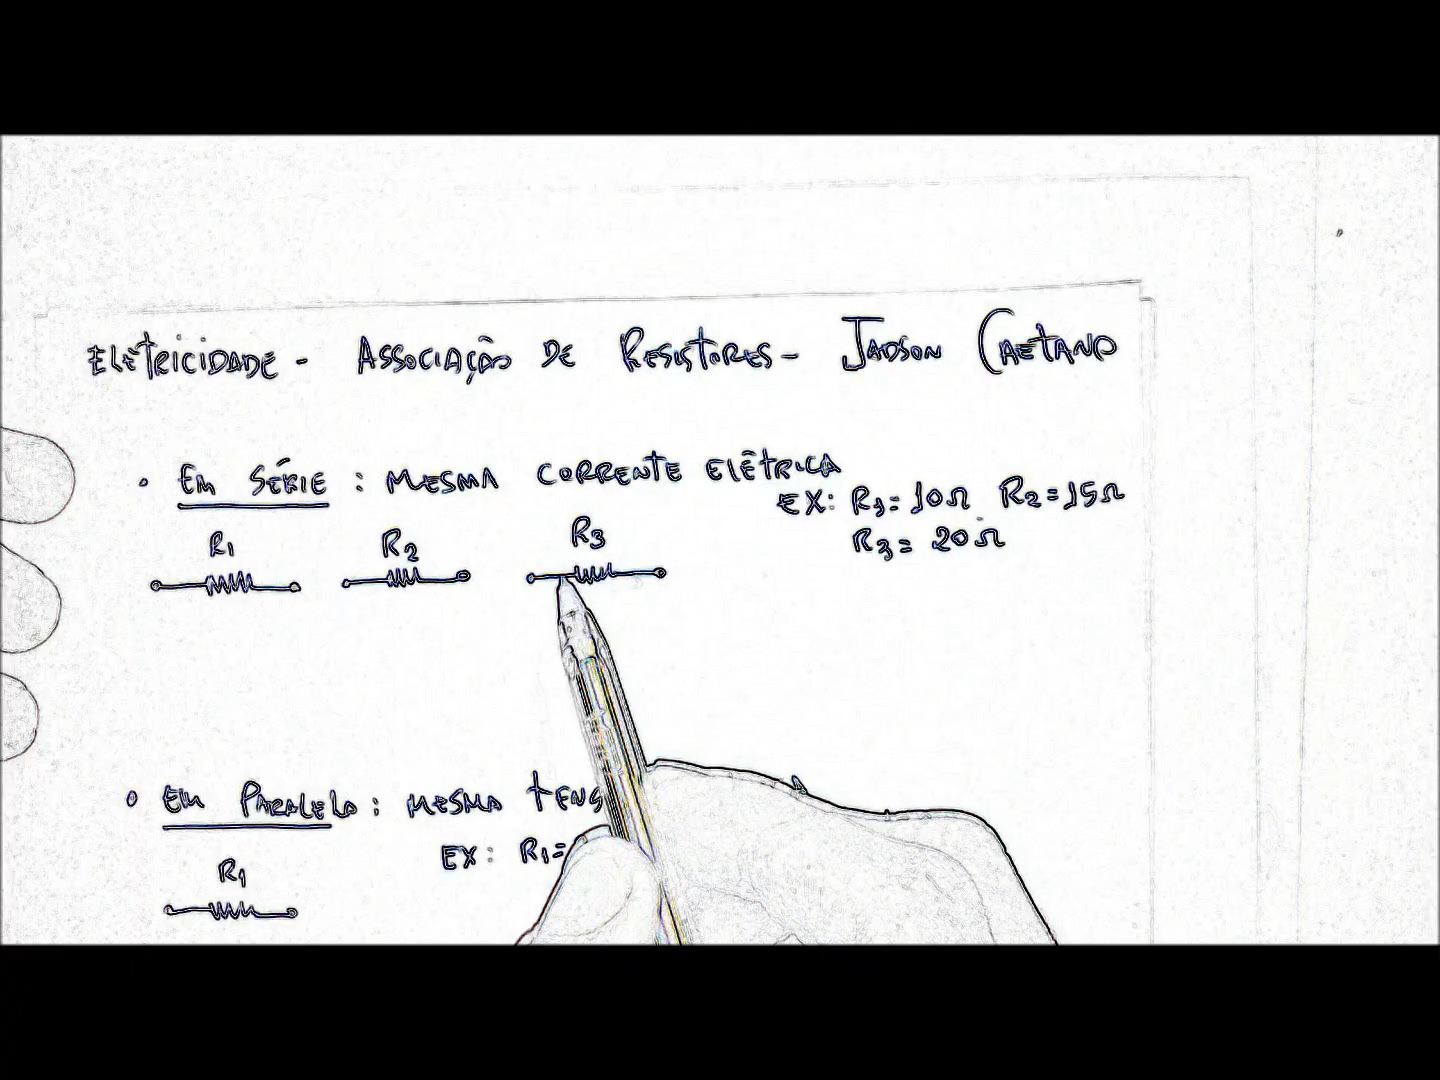 ELETRICIDADE - ASSOCIAÇÃO DE RESISTORES - JADSON CAETANO
• EM SÉRIE : MESMA CORRENTE ELÉTRICA
EX: R1 = 10Ω R2 = 15Ω
R3 = 20Ω
R1 R2 R3
• EM PARALELO : MESMA TENS
EX: R1 =
R1